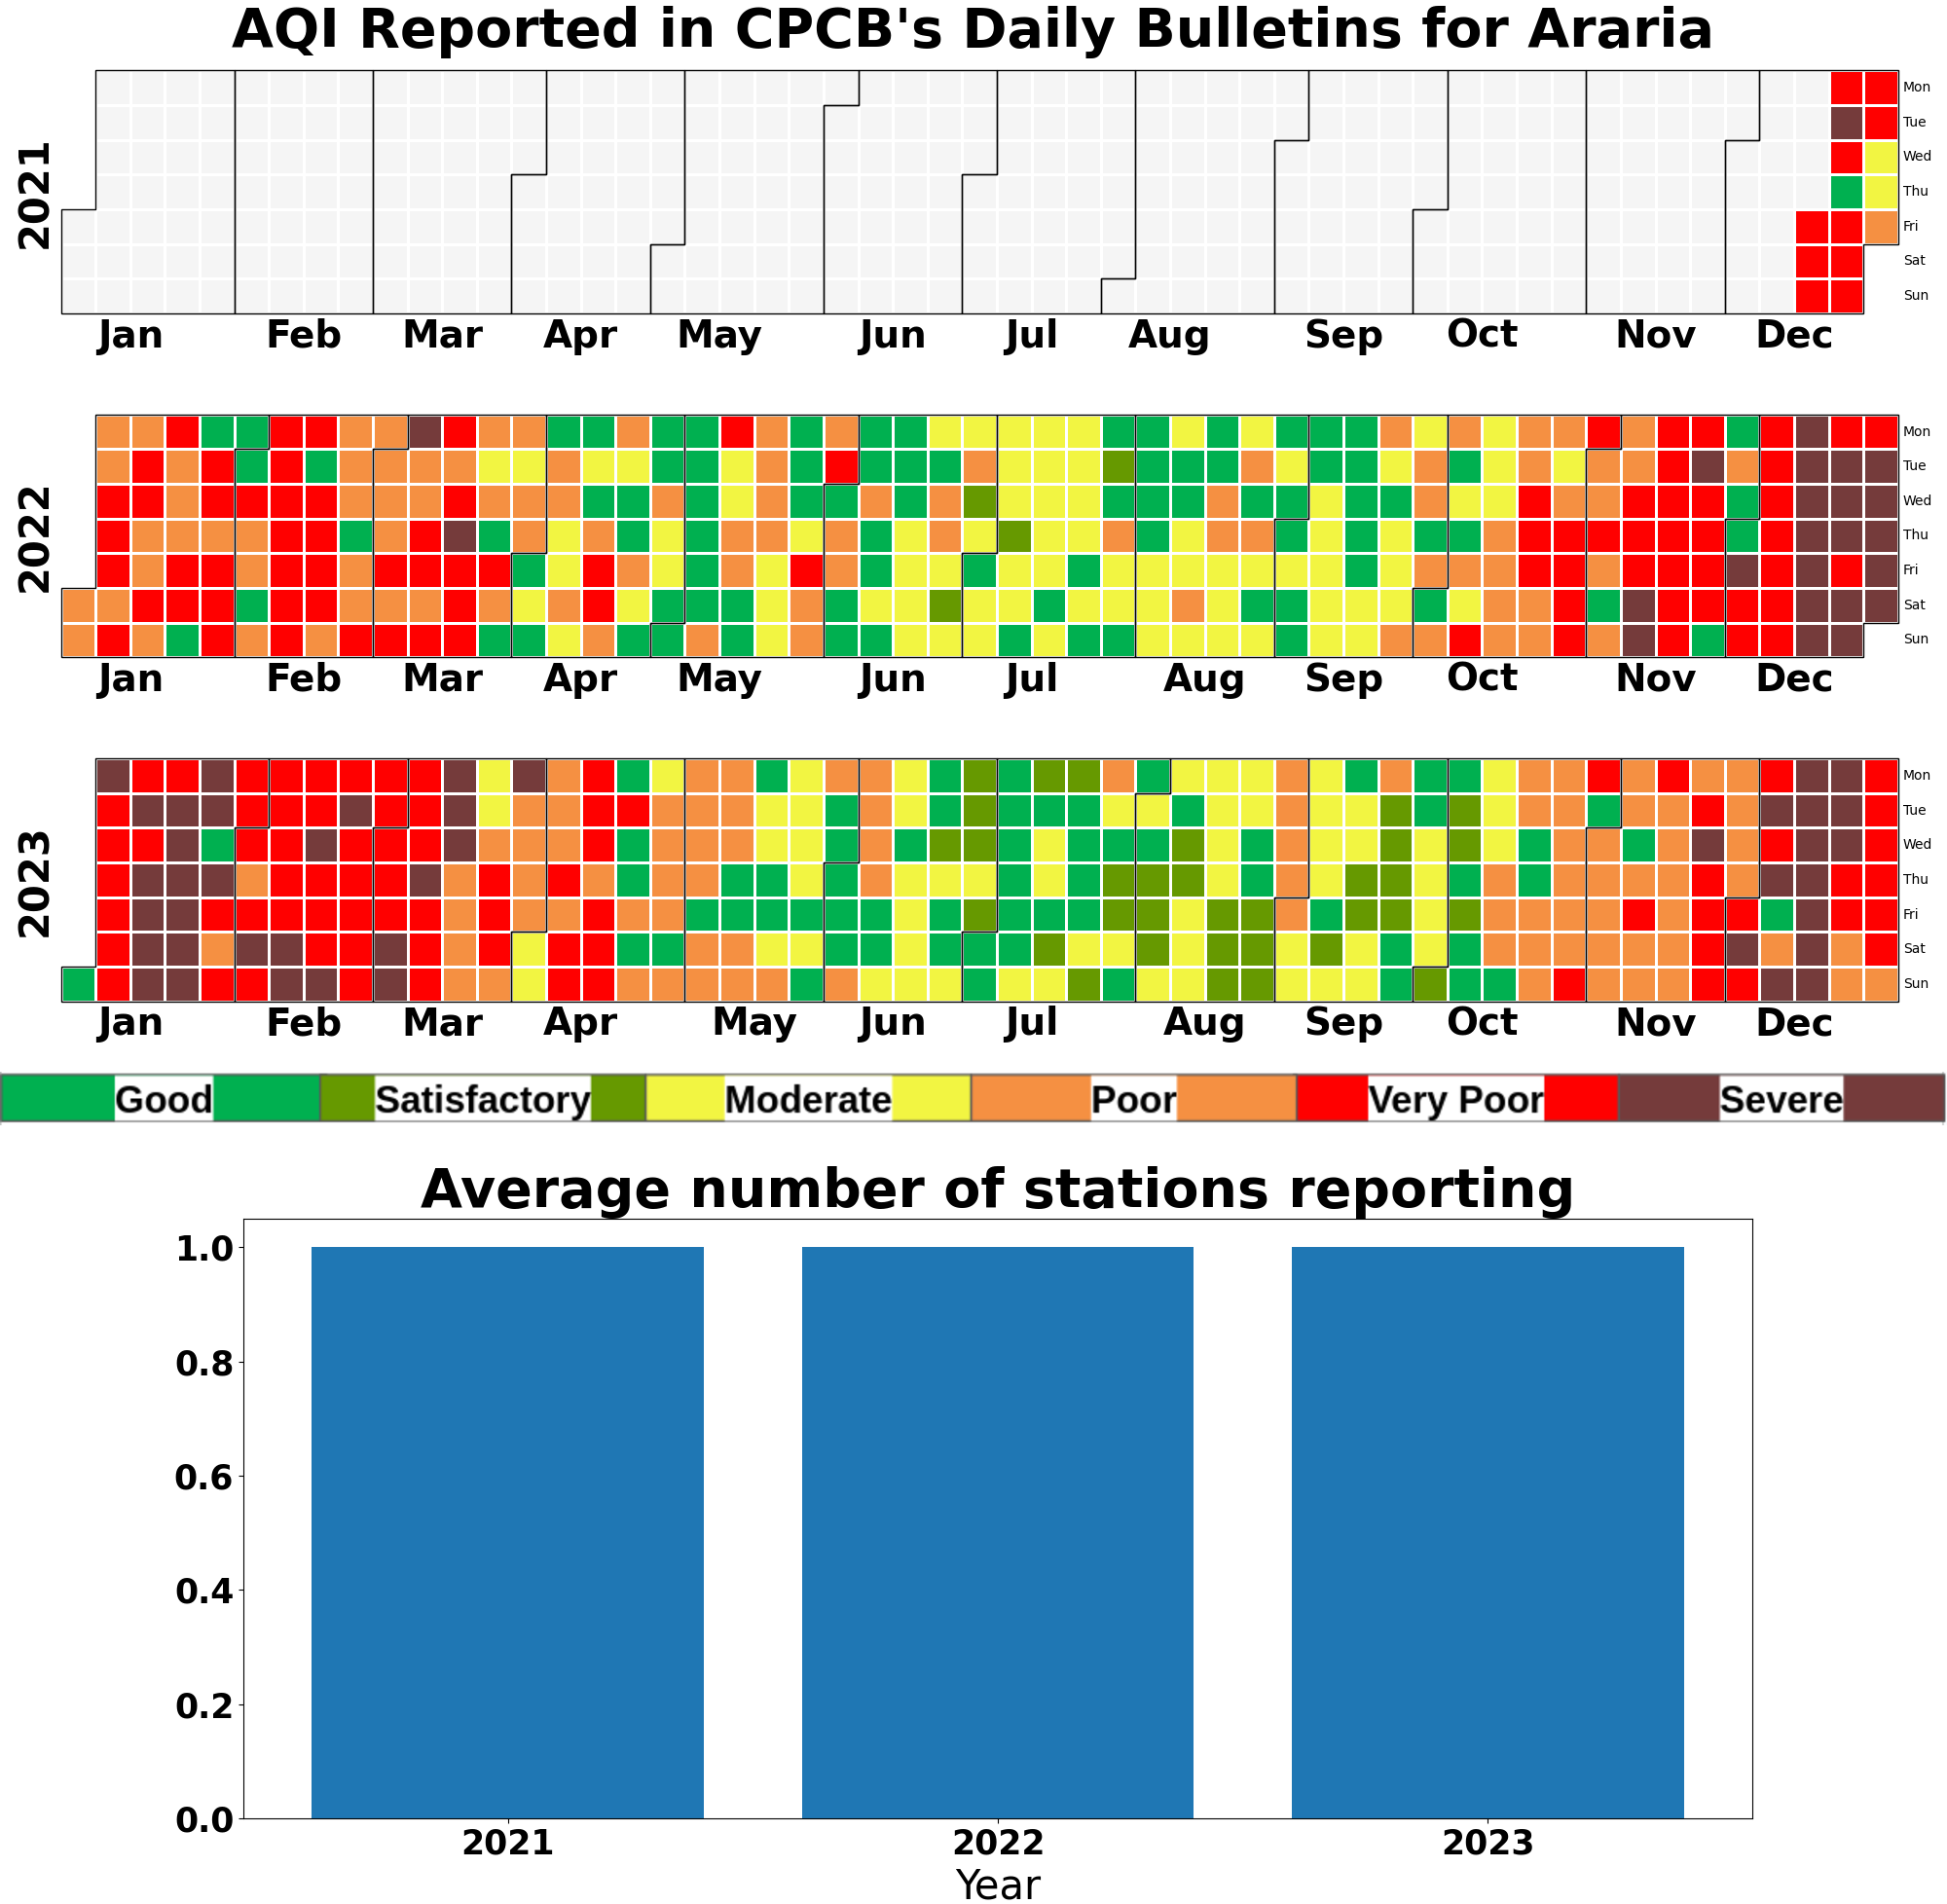 AQI Reported in CPCB's Daily Bulletins for Araria
2021
Mon
Tue
Wed
Thu
Fri
Sat
Sun
Jan Feb Mar Apr May Jun Jul Aug Sep Oct Nov Dec
2022
Mon
Tue
Wed
Thu
Fri
Sat
Sun
Jan Feb Mar Apr May Jun Jul Aug Sep Oct Nov Dec
2023
Mon
Tue
Wed
Thu
Fri
Sat
Sun
Jan Feb Mar Apr May Jun Jul Aug Sep Oct Nov Dec
Good Satisfactory Moderate Poor Very Poor Severe
Average number of stations reporting
1.0
0.8
0.6
0.4
0.2
0.0
2021 2022 2023
Year